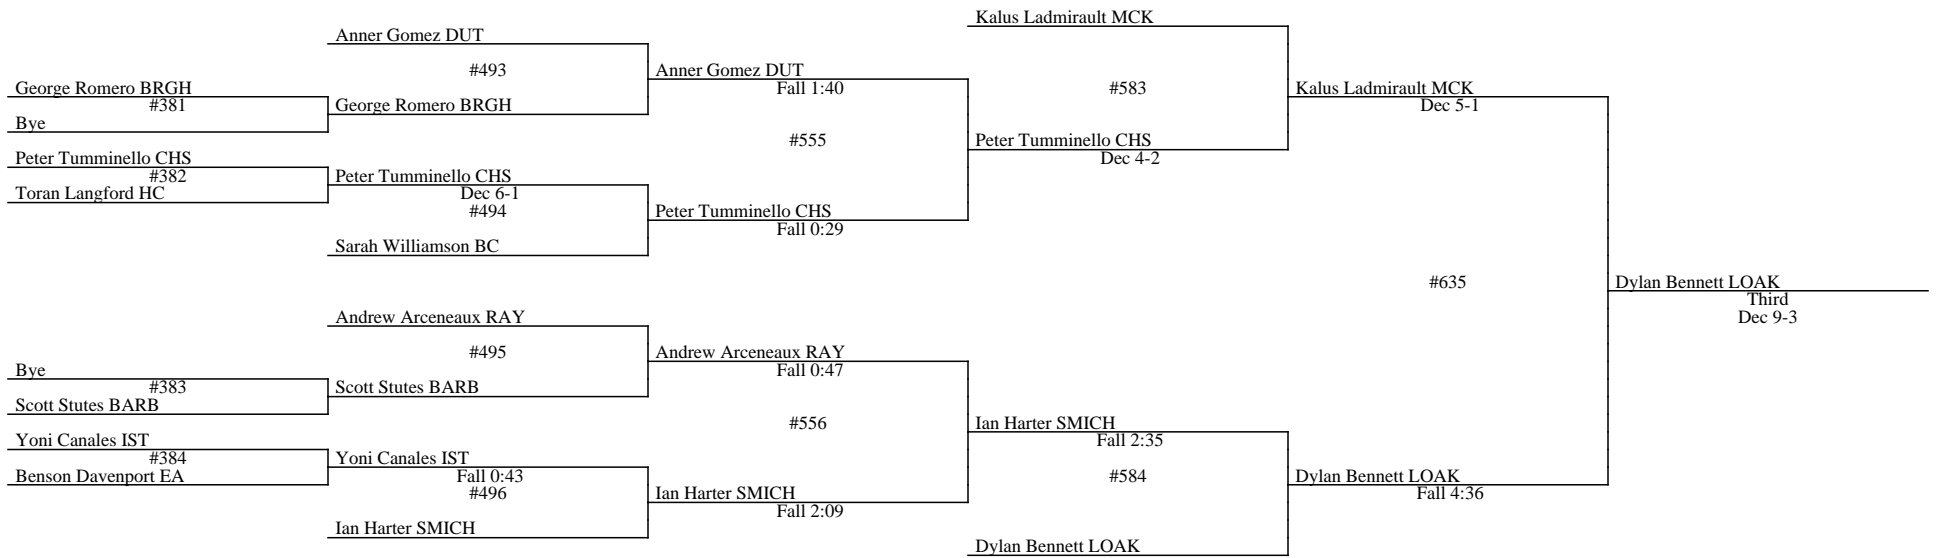 Kalus Ladmirault MCK
Anner Gomez DUT
#493
Anner Gomez DUT
Fall 1:40
George Romero BRGH
#381
George Romero BRGH
Bye
#583
Kalus Ladmirault MCK
Dec 5-1
#555
Peter Tumminello CHS
Dec 4-2
Peter Tumminello CHS
#382
Peter Tumminello CHS
Dec 6-1
Toran Langford HC
#494
Peter Tumminello CHS
Fall 0:29
Sarah Williamson BC
#635
Dylan Bennett LOAK
Third
Dec 9-3
Andrew Arceneaux RAY
#495
Andrew Arceneaux RAY
Fall 0:47
Bye
#383
Scott Stutes BARB
Scott Stutes BARB
#556
Ian Harter SMICH
Fall 2:35
Yoni Canales IST
#384
Yoni Canales IST
Fall 0:43
Benson Davenport EA
#496
Ian Harter SMICH
Fall 2:09
#584
Dylan Bennett LOAK
Fall 4:36
Ian Harter SMICH
Dylan Bennett LOAK